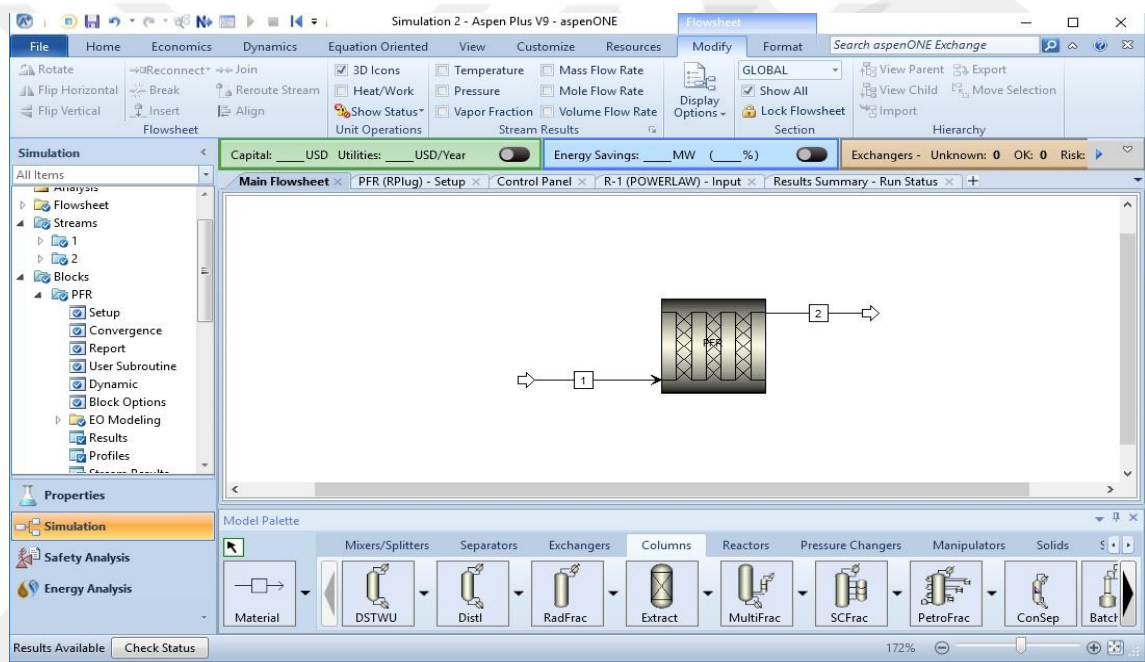 Simulation 2 - Aspen Plus V9 - aspenONE
Flowsheet
File Home Economics Dynamics Equation Oriented View Customize Resources Modify Format Search aspenONE Exchange
Rotate Reconnect Join 3D Icons Temperature Mass Flow Rate GLOBAL View Parent Export
Flip Horizontal Break Reroute Stream Heat/Work Pressure Mole Flow Rate Display Show All View Child Move Selection
Flip Vertical Insert Align Show Status Vapor Fraction Volume Flow Rate Options Lock Flowsheet Import
Flowsheet Unit Operations Stream Results Section Hierarchy
Simulation Capital: ____USD Utilities: ____USD/Year Energy Savings: ____MW (____%) Exchangers - Unknown: 0 OK: 0 Risk:
All Items Main Flowsheet PFR (RPlug) - Setup Control Panel R-1 (POWERLAW) - Input Results Summary - Run Status +
Analysis
Flowsheet
Streams
1
2
Blocks
PFR
Setup
Convergence
Report
User Subroutine
Dynamic
Block Options
EO Modeling
Results
Profiles
Stream Results
2
PFR
1
Properties
Simulation
Safety Analysis
Energy Analysis
Model Palette
Mixers/Splitters Separators Exchangers Columns Reactors Pressure Changers Manipulators Solids
Material DSTWU Distl RadFrac Extract MultiFrac SCFrac PetroFrac ConSep
Results Available Check Status 172%